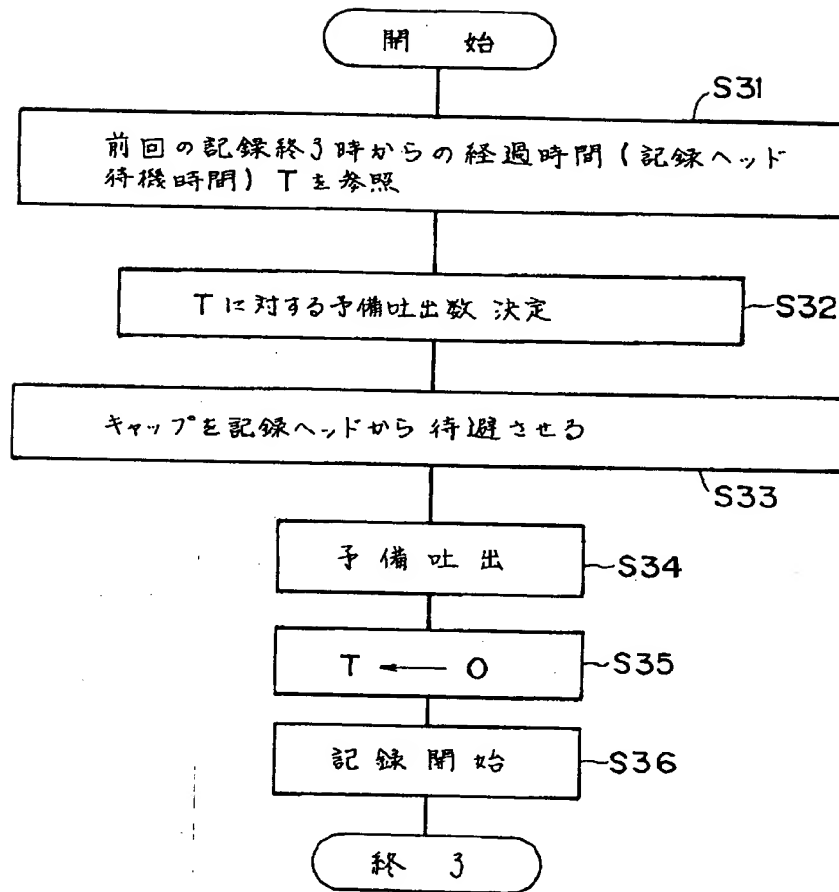 開始
S31
前回の記録終了時からの経過時間(記録ヘッド
待機時間)Tを参照
Tに対する予備吐出数決定
S32
キャップを記録ヘッドから待避させる
S33
予備吐出
S34
T ← 0
S35
記録開始
S36
終了